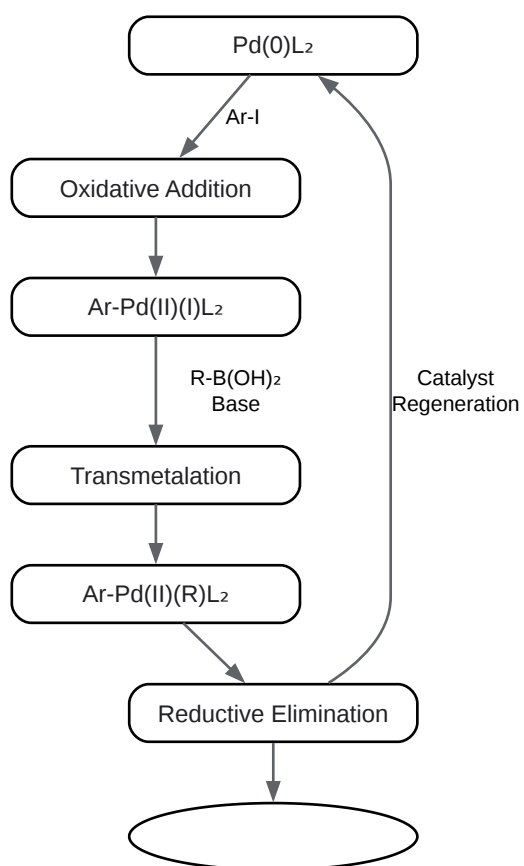 Pd(0)L₂
Ar-I
Oxidative Addition
Ar-Pd(II)(I)L₂
R-B(OH)₂
Base
Catalyst
Regeneration
Transmetalation
Ar-Pd(II)(R)L₂
Reductive Elimination